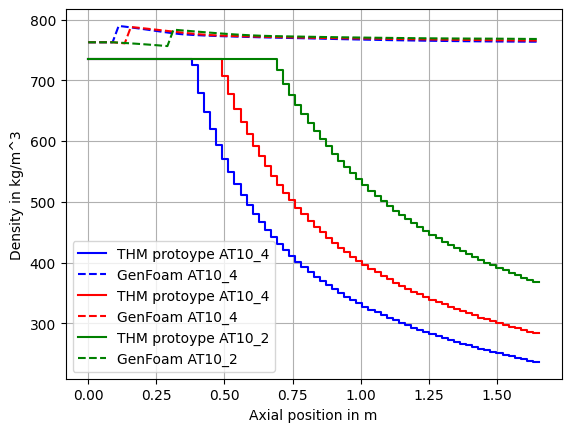 800
700
600
500
400
300
Density in kg/m^3
THM protoype AT10_4
GenFoam AT10_4
THM protoype AT10_4
GenFoam AT10_4
THM protoype AT10_2
GenFoam AT10_2
0.00 0.25 0.50 0.75 1.00 1.25 1.50
Axial position in m